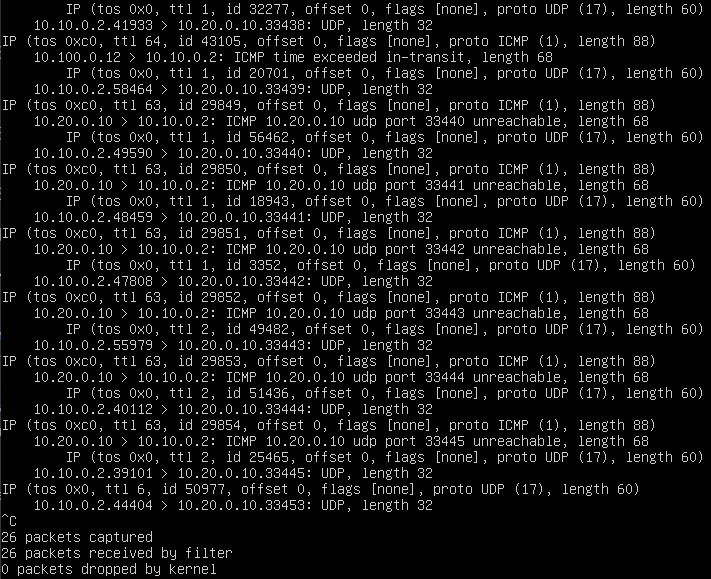 IP (tos 0x0, ttl 1, id 32277, offset 0, flags [none], proto UDP (17), length 60)
10.10.0.2.41933 > 10.20.0.10.33438: UDP, length 32
IP (tos 0xc0, ttl 64, id 43105, offset 0, flags [none], proto ICMP (1), length 88)
10.100.0.12 > 10.10.0.2: ICMP time exceeded in-transit, length 68
IP (tos 0x0, ttl 1, id 20701, offset 0, flags [none], proto UDP (17), length 60)
10.10.0.2.58464 > 10.20.0.10.33439: UDP, length 32
IP (tos 0xc0, ttl 63, id 29849, offset 0, flags [none], proto ICMP (1), length 88)
10.20.0.10 > 10.10.0.2: ICMP 10.20.0.10 udp port 33440 unreachable, length 68
IP (tos 0x0, ttl 1, id 56462, offset 0, flags [none], proto UDP (17), length 60)
10.10.0.2.49590 > 10.20.0.10.33440: UDP, length 32
IP (tos 0xc0, ttl 63, id 29850, offset 0, flags [none], proto ICMP (1), length 88)
10.20.0.10 > 10.10.0.2: ICMP 10.20.0.10 udp port 33441 unreachable, length 68
IP (tos 0x0, ttl 1, id 18943, offset 0, flags [none], proto UDP (17), length 60)
10.10.0.2.48459 > 10.20.0.10.33441: UDP, length 32
IP (tos 0xc0, ttl 63, id 29851, offset 0, flags [none], proto ICMP (1), length 88)
10.20.0.10 > 10.10.0.2: ICMP 10.20.0.10 udp port 33442 unreachable, length 68
IP (tos 0x0, ttl 1, id 3352, offset 0, flags [none], proto UDP (17), length 60)
10.10.0.2.47808 > 10.20.0.10.33442: UDP, length 32
IP (tos 0xc0, ttl 63, id 29852, offset 0, flags [none], proto ICMP (1), length 88)
10.20.0.10 > 10.10.0.2: ICMP 10.20.0.10 udp port 33443 unreachable, length 68
IP (tos 0x0, ttl 2, id 49482, offset 0, flags [none], proto UDP (17), length 60)
10.10.0.2.55979 > 10.20.0.10.33443: UDP, length 32
IP (tos 0xc0, ttl 63, id 29853, offset 0, flags [none], proto ICMP (1), length 88)
10.20.0.10 > 10.10.0.2: ICMP 10.20.0.10 udp port 33444 unreachable, length 68
IP (tos 0x0, ttl 2, id 51436, offset 0, flags [none], proto UDP (17), length 60)
10.10.0.2.40112 > 10.20.0.10.33444: UDP, length 32
IP (tos 0xc0, ttl 63, id 29854, offset 0, flags [none], proto ICMP (1), length 88)
10.20.0.10 > 10.10.0.2: ICMP 10.20.0.10 udp port 33445 unreachable, length 68
IP (tos 0x0, ttl 2, id 25465, offset 0, flags [none], proto UDP (17), length 60)
10.10.0.2.39101 > 10.20.0.10.33445: UDP, length 32
IP (tos 0x0, ttl 6, id 50977, offset 0, flags [none], proto UDP (17), length 60)
10.10.0.2.44404 > 10.20.0.10.33453: UDP, length 32
^C
26 packets captured
26 packets received by filter
0 packets dropped by kernel